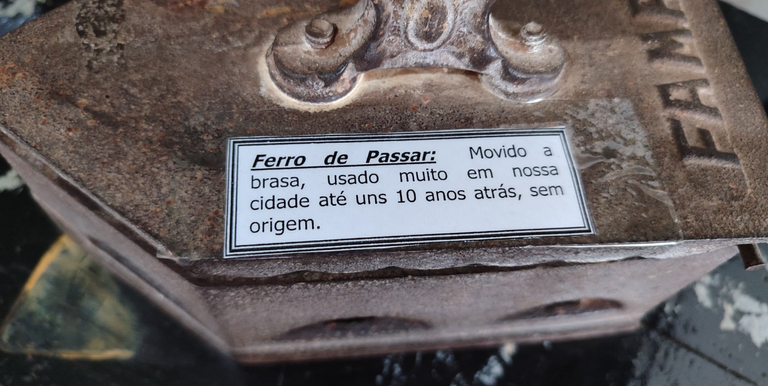 Ferro de Passar: Movido a
brasa, usado muito em nossa
cidade até uns 10 anos atrás, sem
origem.